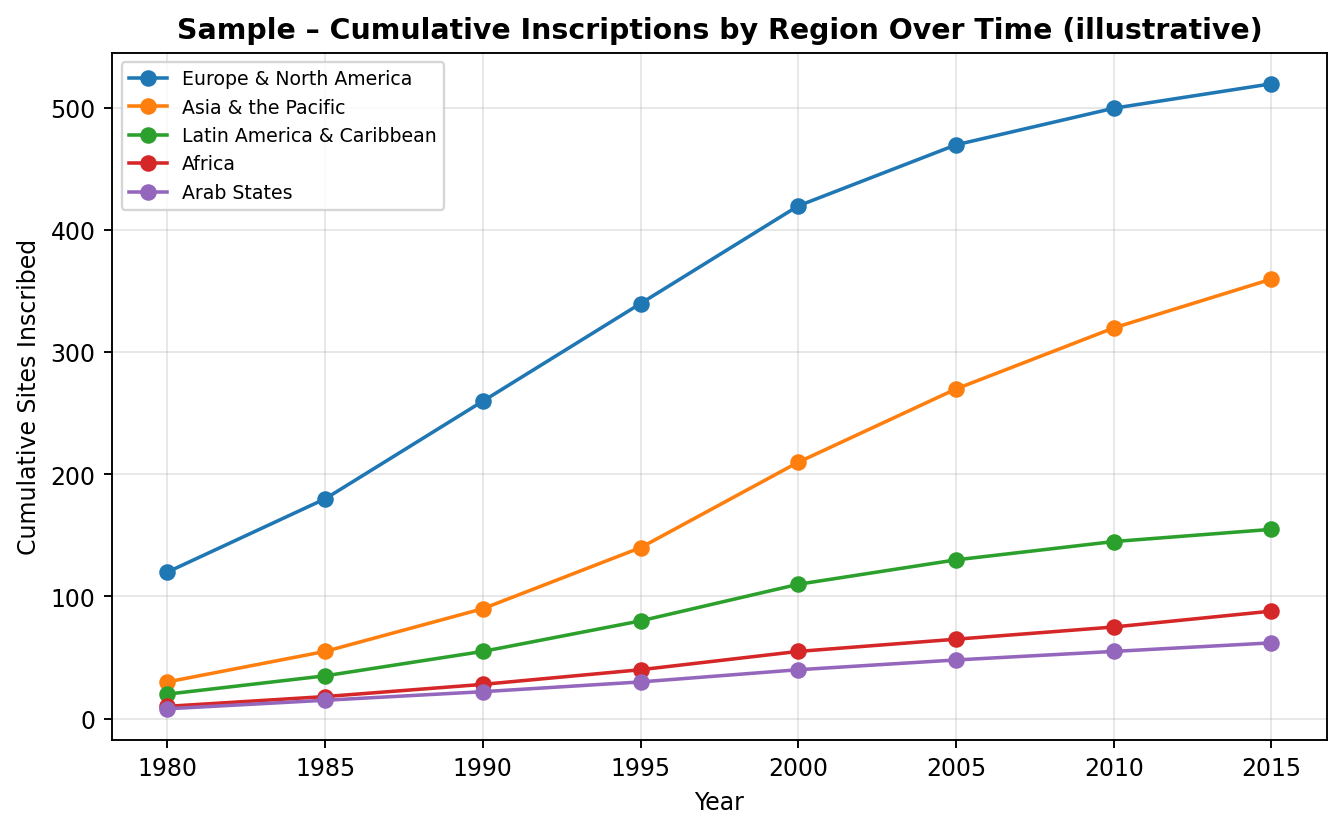 Sample – Cumulative Inscriptions by Region Over Time (illustrative)
Europe & North America
Asia & the Pacific
Latin America & Caribbean
Africa
Arab States
Cumulative Sites Inscribed
500
400
300
200
100
0
1980 1985 1990 1995 2000 2005 2010 2015
Year